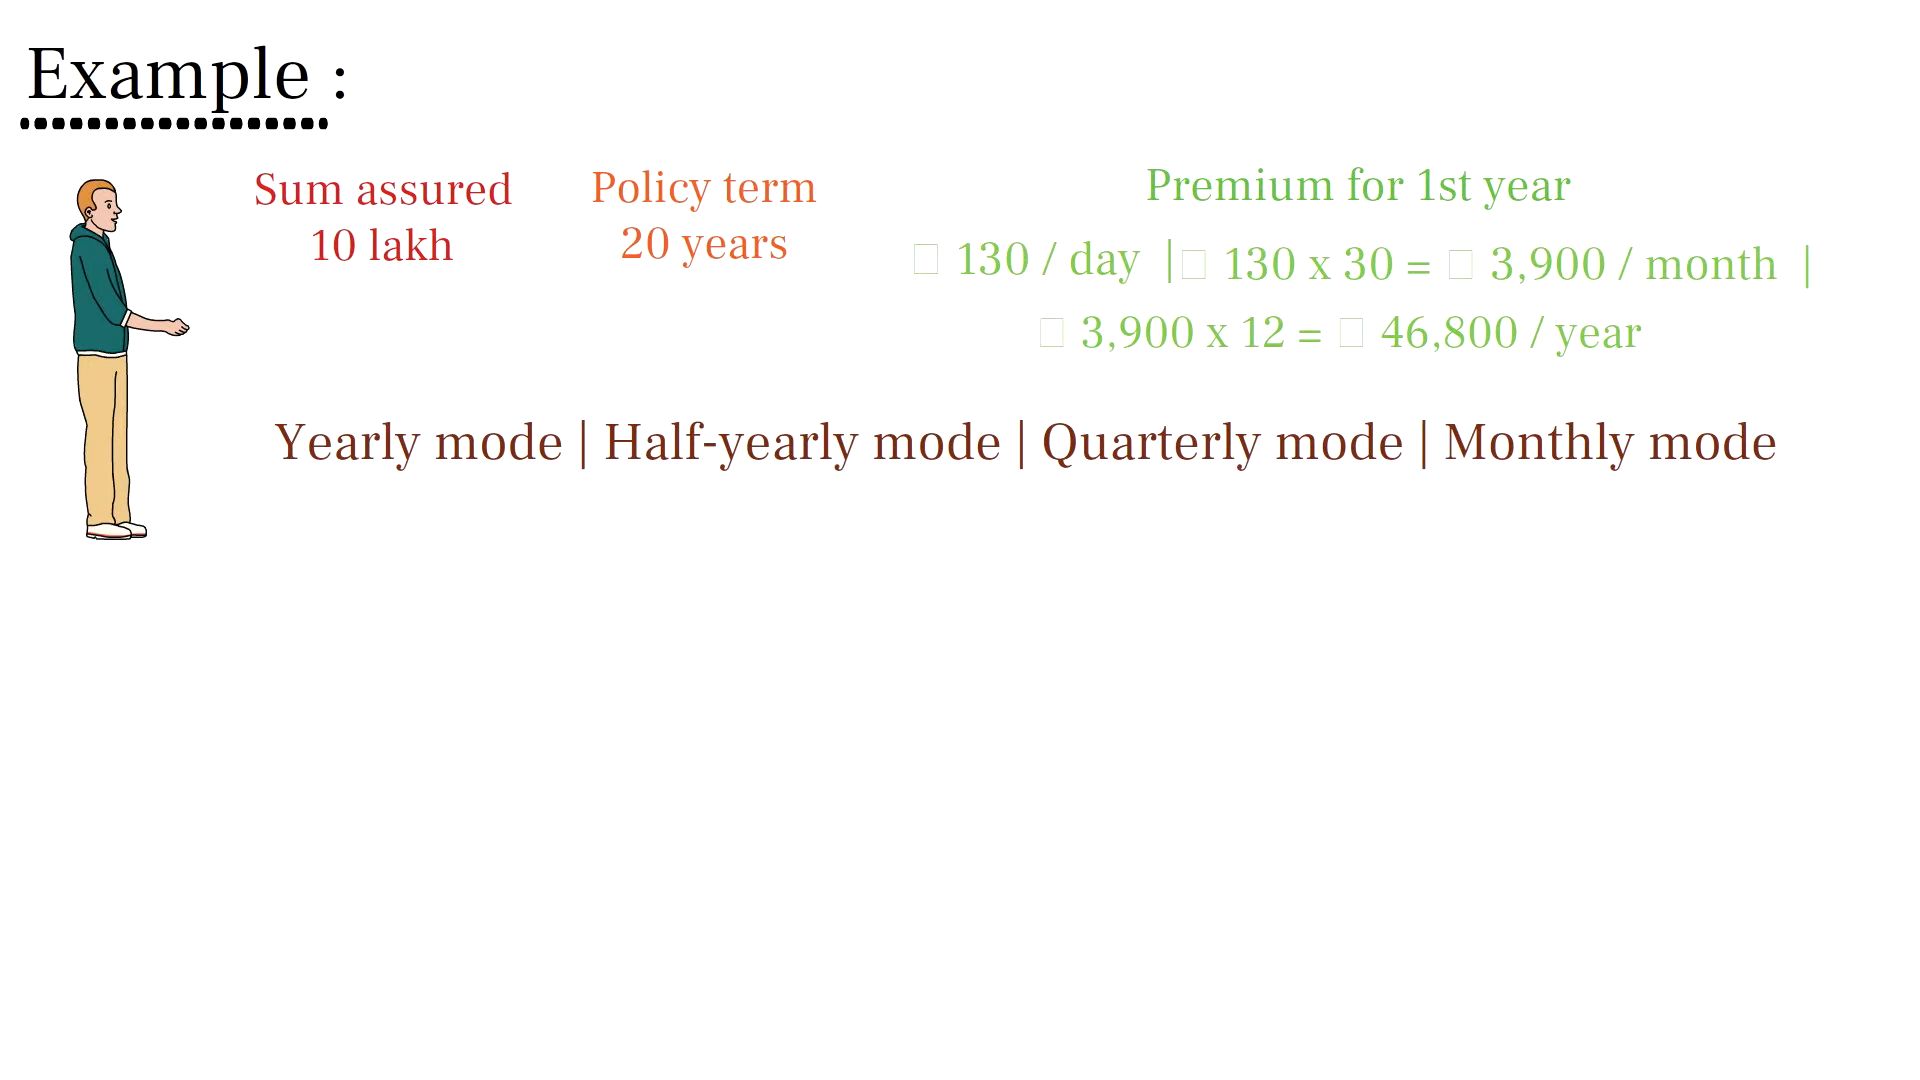 Example :
Sum assured
10 lakh
Policy term
20 years
Premium for 1st year
□ 130 / day | □ 130 x 30 = □ 3,900 / month |
□ 3,900 x 12 = □ 46,800 / year
Yearly mode | Half-yearly mode | Quarterly mode | Monthly mode